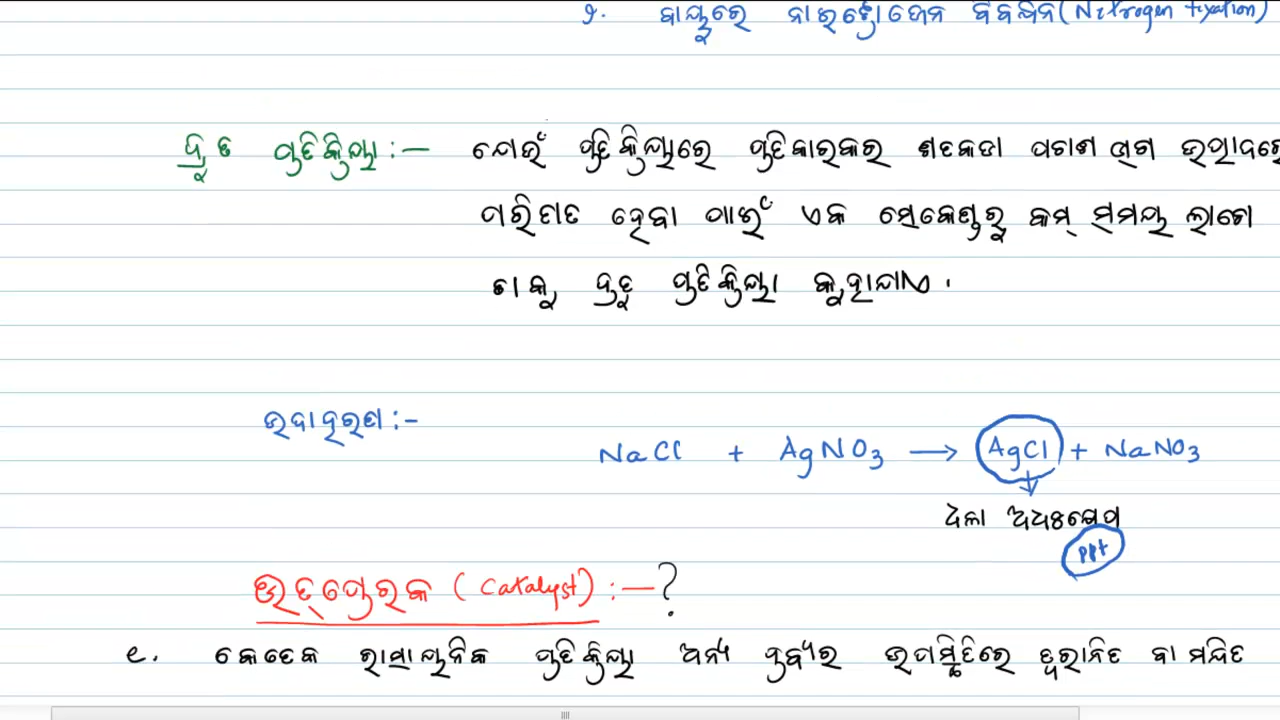 ୨. ବାୟୁରେ ନାଇଟ୍ରୋଜେନ ବିବନ୍ଧନ (Nitrogen fixation)
ଦ୍ରୁତ ପ୍ରତିକ୍ରିୟା :— ଯେଉଁ ପ୍ରତିକ୍ରିୟାରେ ପ୍ରତିକାରକର ଶତକଡା ପଚାଶ ଭାଗ ଉତ୍ପାଦରେ
ପରିଣତ ହେବା ପାଇଁ ଏକ ସେକେଣ୍ଡରୁ କମ୍ ସମୟ ଲାଗେ
ତାକୁ ଦ୍ରୁତ ପ୍ରତିକ୍ରିୟା କୁହାଯାଏ ।
ଉଦାହରଣ :-
NaCl + AgNO3 → AgCl + NaNO3
ଧଳା ଅଧଃକ୍ଷେପ
ppt
ଉତ୍ପ୍ରେରକ (Catalyst) :—?
୧. କେତେକ ରାସାୟନିକ ପ୍ରତିକ୍ରିୟା ଅନ୍ୟ ଦ୍ରବ୍ୟର ଉପସ୍ଥିତିରେ ତ୍ୱରାନିତ ବା ମନ୍ଦିତ